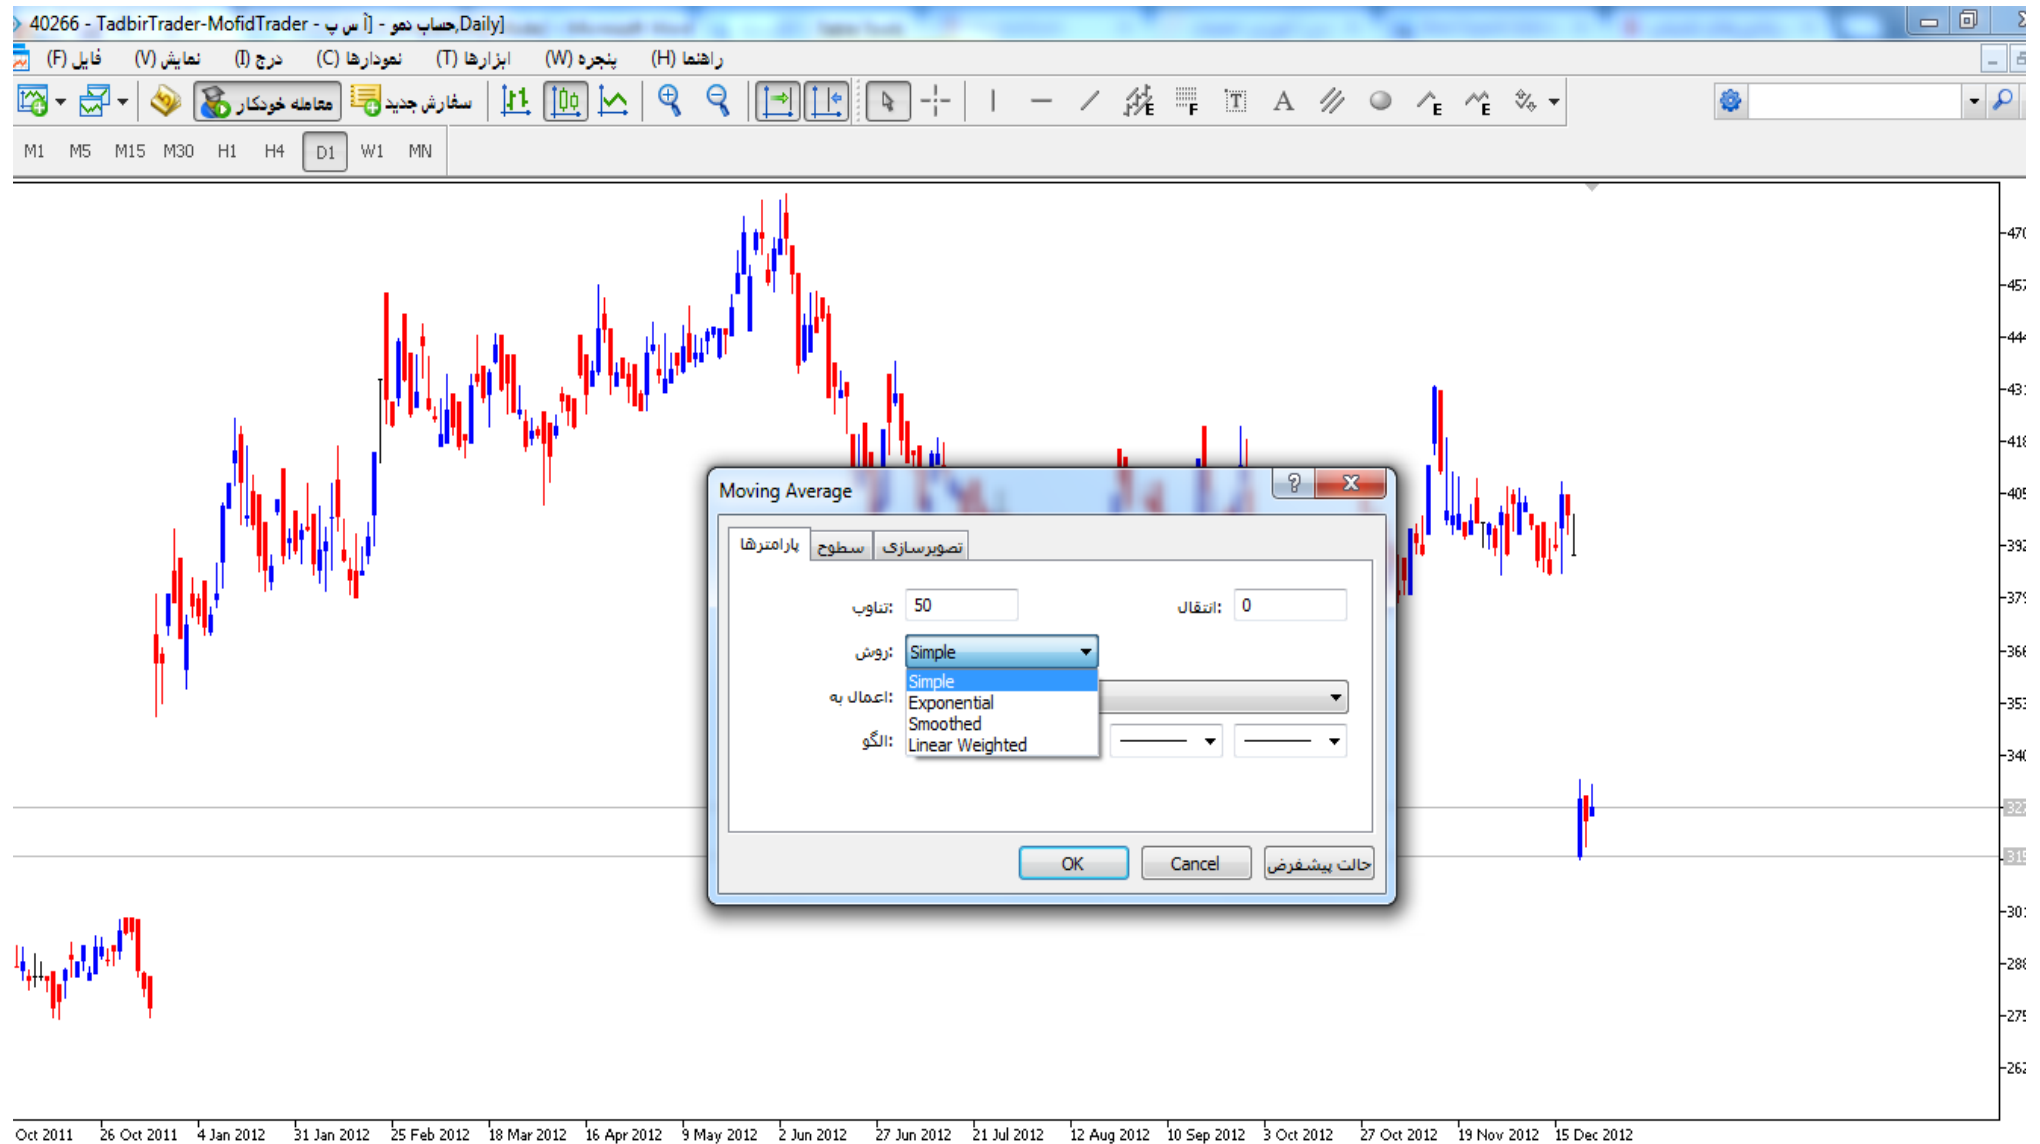 40266 - TadbirTrader-MofidTrader - حساب دمو - [آ س پ,Daily]
فایل (F) نمایش (V) درج (I) نمودارها (C) ابزارها (T) پنجره (W) راهنما (H)
معامله خودکار سفارش جدید E F T A E E
M1 M5 M15 M30 H1 H4 D1 W1 MN
Moving Average
پارامترها سطوح تصویرسازی
تناوب: 50 انتقال: 0
روش: Simple
Simple
اعمال به:
Exponential
Smoothed
الگو:
Linear Weighted
OK Cancel حالت پیشفرض
Oct 2011 26 Oct 2011 4 Jan 2012 31 Jan 2012 25 Feb 2012 18 Mar 2012 16 Apr 2012 9 May 2012 2 Jun 2012 27 Jun 2012 21 Jul 2012 12 Aug 2012 10 Sep 2012 3 Oct 2012 27 Oct 2012 19 Nov 2012 15 Dec 2012